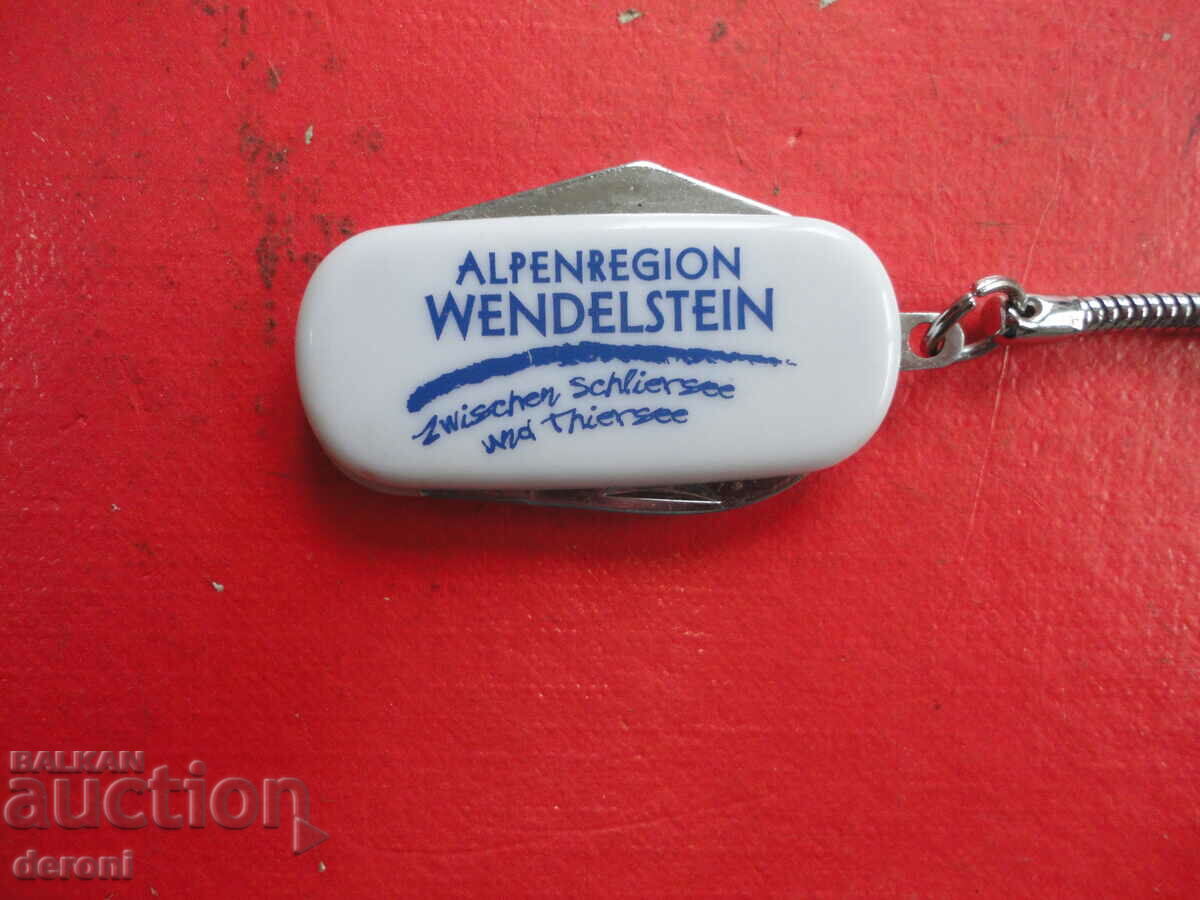 ALPENREGION
WENDELSTEIN
zwischen Schliersee
und Thiersee
BALKAN
auction
deroni